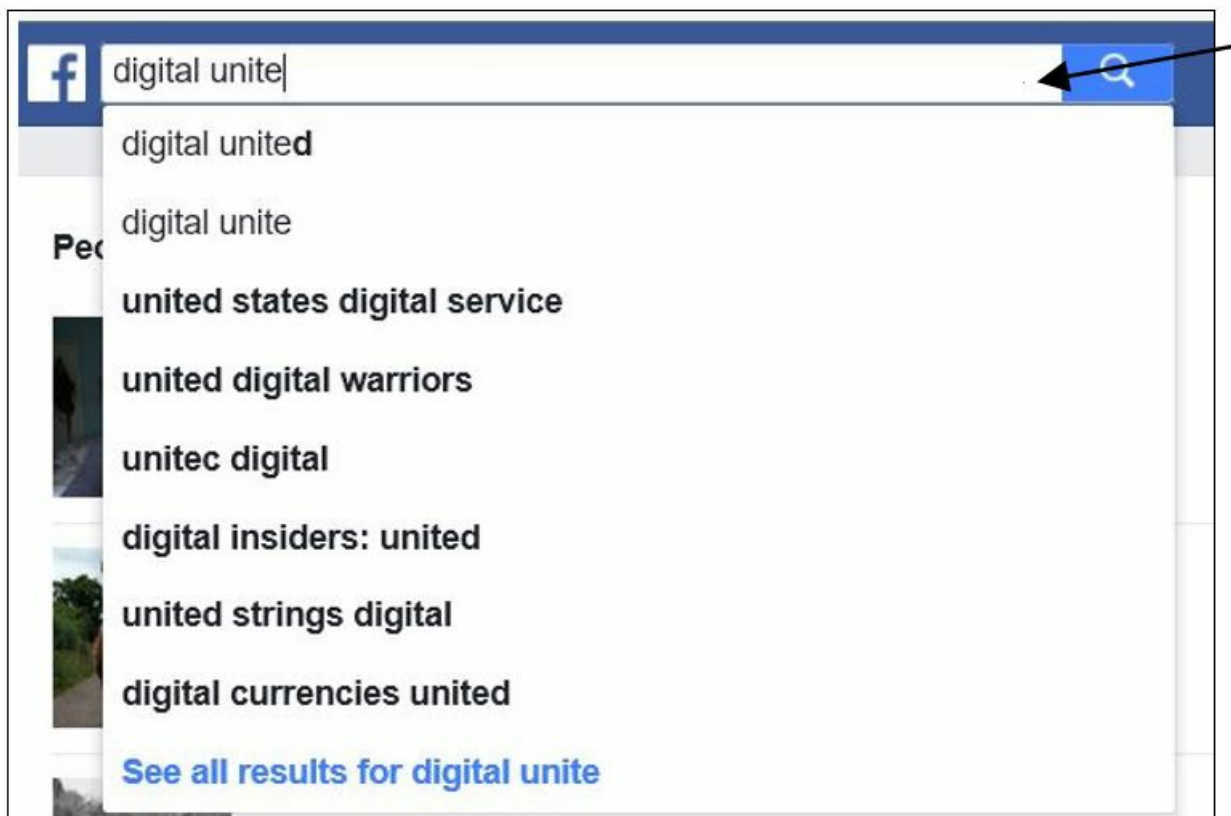 f
digital unite
digital united
digital unite
Peo
united states digital service
united digital warriors
unitec digital
digital insiders: united
united strings digital
digital currencies united
See all results for digital unite